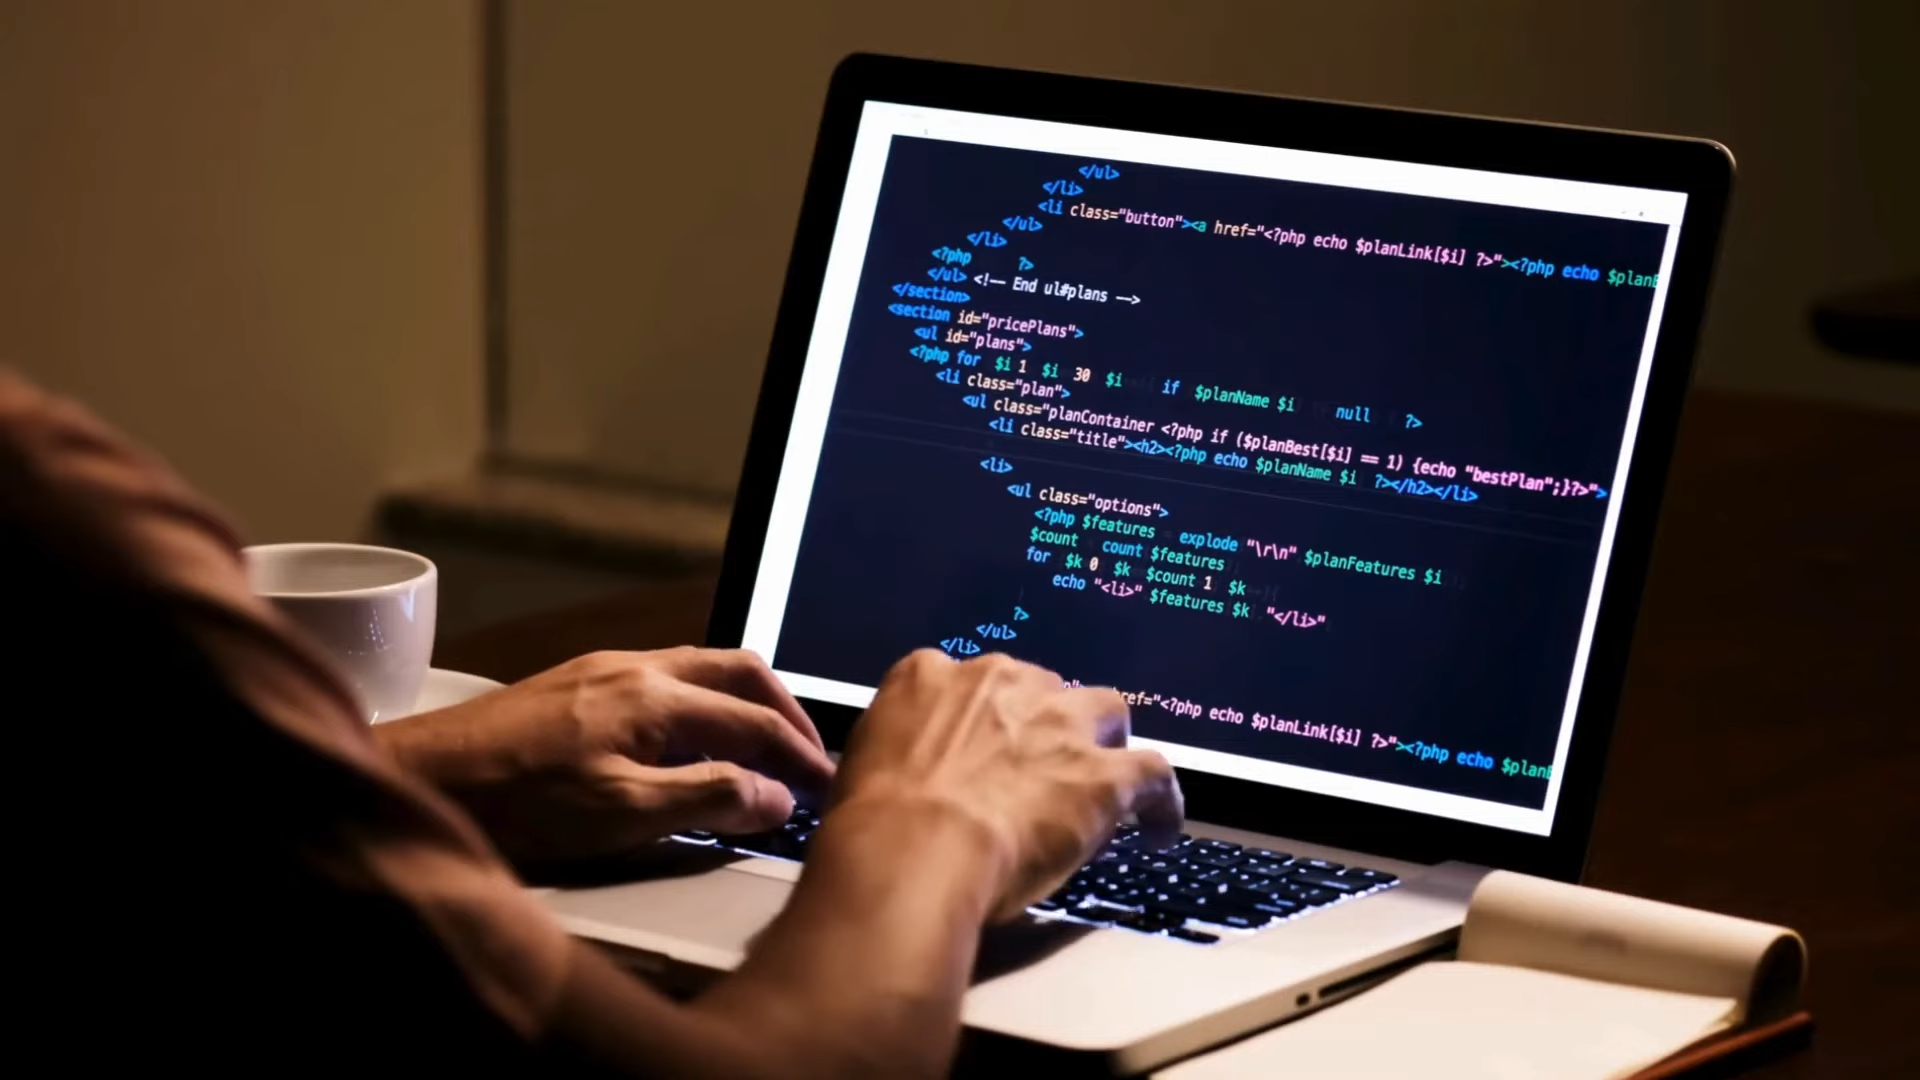 </ul>
</li>
<li class="button"><a href="<?php echo $planLink[$i] ?>"><?php echo $planB
</ul>
</li>
<?php ?>
</ul> <!-- End ul#plans -->
</section>
<section id="pricePlans">
<ul id="plans">
<?php for $i 1 $i 30 $i if $planName $i null ?>
<li class="plan">
<ul class="planContainer <?php if ($planBest[$i] == 1) {echo "bestPlan";}?>">
<li class="title"><h2><?php echo $planName $i ?></h2></li>
<li>
<ul class="options">
<?php $features explode "\r\n" $planFeatures $i
$count count $features
for $k 0 $k $count 1 $k
echo "<li>" $features $k "</li>"
?>
</ul>
</li>
ref="<?php echo $planLink[$i] ?>"><?php echo $planB